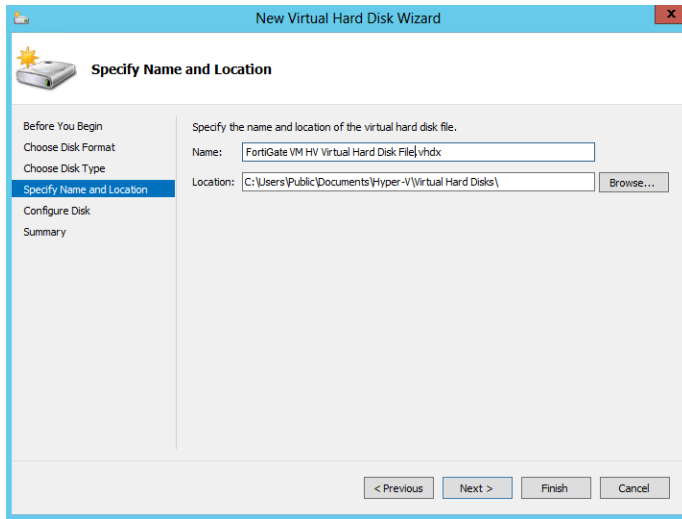 New Virtual Hard Disk Wizard
x
Specify Name and Location
Before You Begin
Choose Disk Format
Choose Disk Type
Specify Name and Location
Configure Disk
Summary
Specify the name and location of the virtual hard disk file.
Name: FortiGate VM HV Virtual Hard Disk File.vhdx
Location: C:\Users\Public\Documents\Hyper-V\Virtual Hard Disks\ Browse...
< Previous Next > Finish Cancel